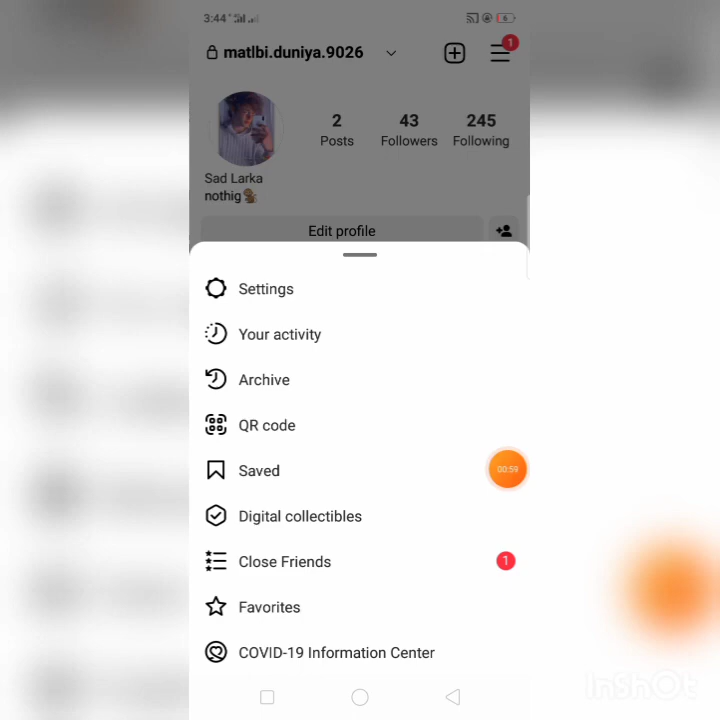 3:44
6
matlbi.duniya.9026
1
2 43 245
Posts Followers Following
Sad Larka
nothig
Edit profile
Settings
Your activity
Archive
QR code
Saved
00:59
Digital collectibles
Close Friends
1
Favorites
COVID-19 Information Center
InShOt